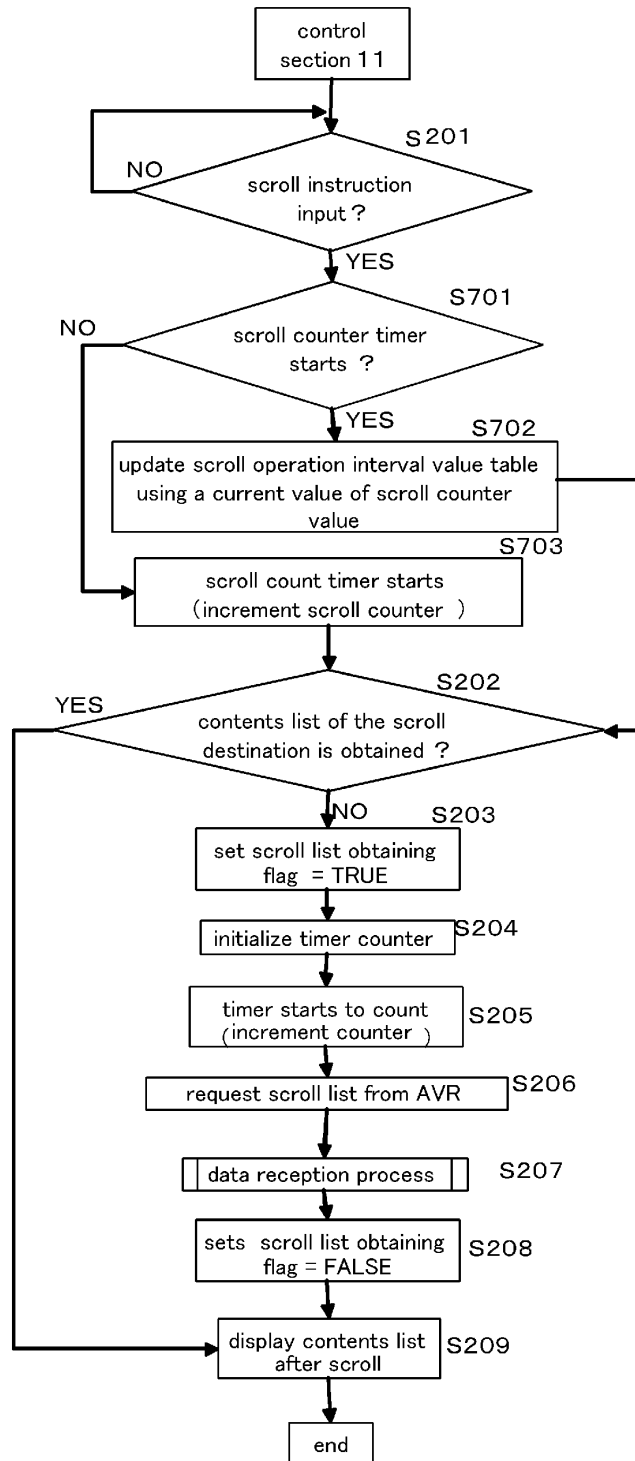 control
section 11
S201
NO
scroll instruction
input?
YES
S701
NO
scroll counter timer
starts ?
YES
S702
update scroll operation interval value table
using a current value of scroll counter
value
S703
scroll count timer starts
(increment scroll counter )
S202
YES
contents list of the scroll
destination is obtained ?
NO
S203
set scroll list obtaining
flag = TRUE
S204
initialize timer counter
timer starts to count
(increment counter )
S205
S206
request scroll list from AVR
data reception process
S207
sets scroll list obtaining
flag = FALSE
S208
display contents list
after scroll
S209
end